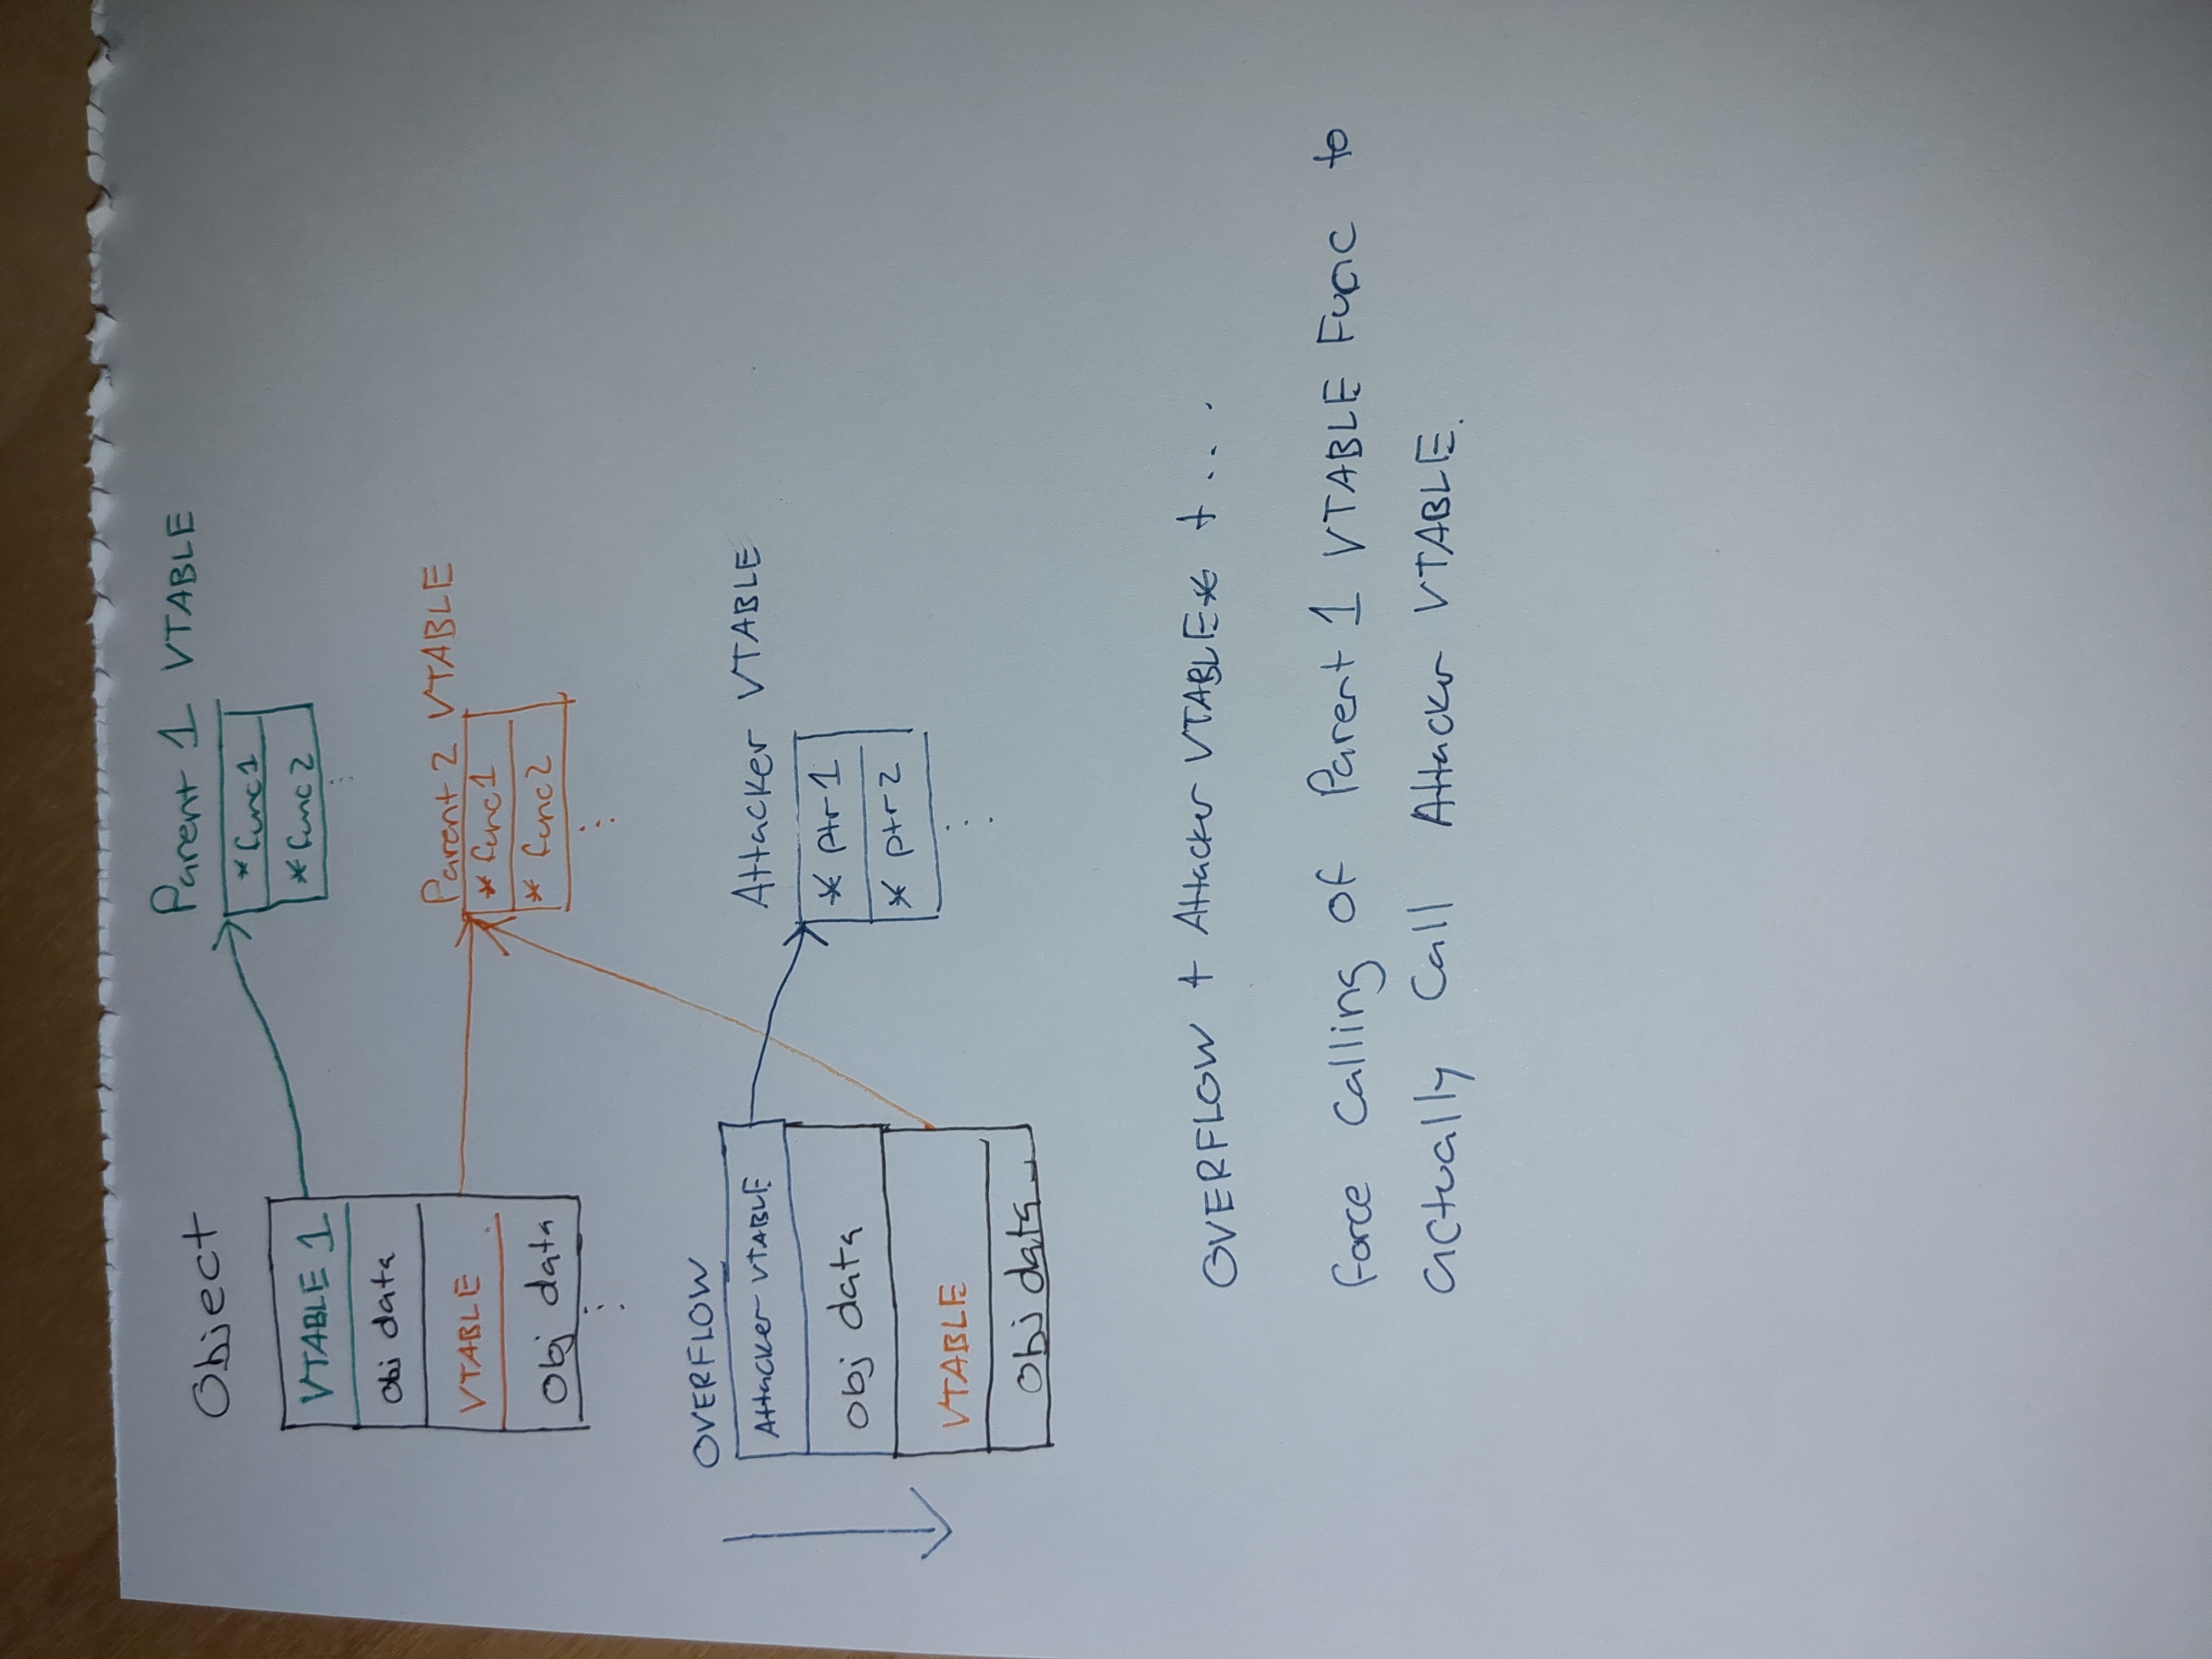 Object
VTABLE 1
Obj data
VTABLE
Obj data
Parent 1 VTABLE
* func1
* func2
Parent 2 VTABLE
* func1
* func2
OVERFLOW
Attacker VTABLE
obj data
VTABLE
Obj data
Attacker VTABLE
* ptr1
* ptr2
OVERFLOW + Attacker VTABLE* + ....
Force Calling of Parent 1 VTABLE Func to
actually Call Attacker VTABLE.